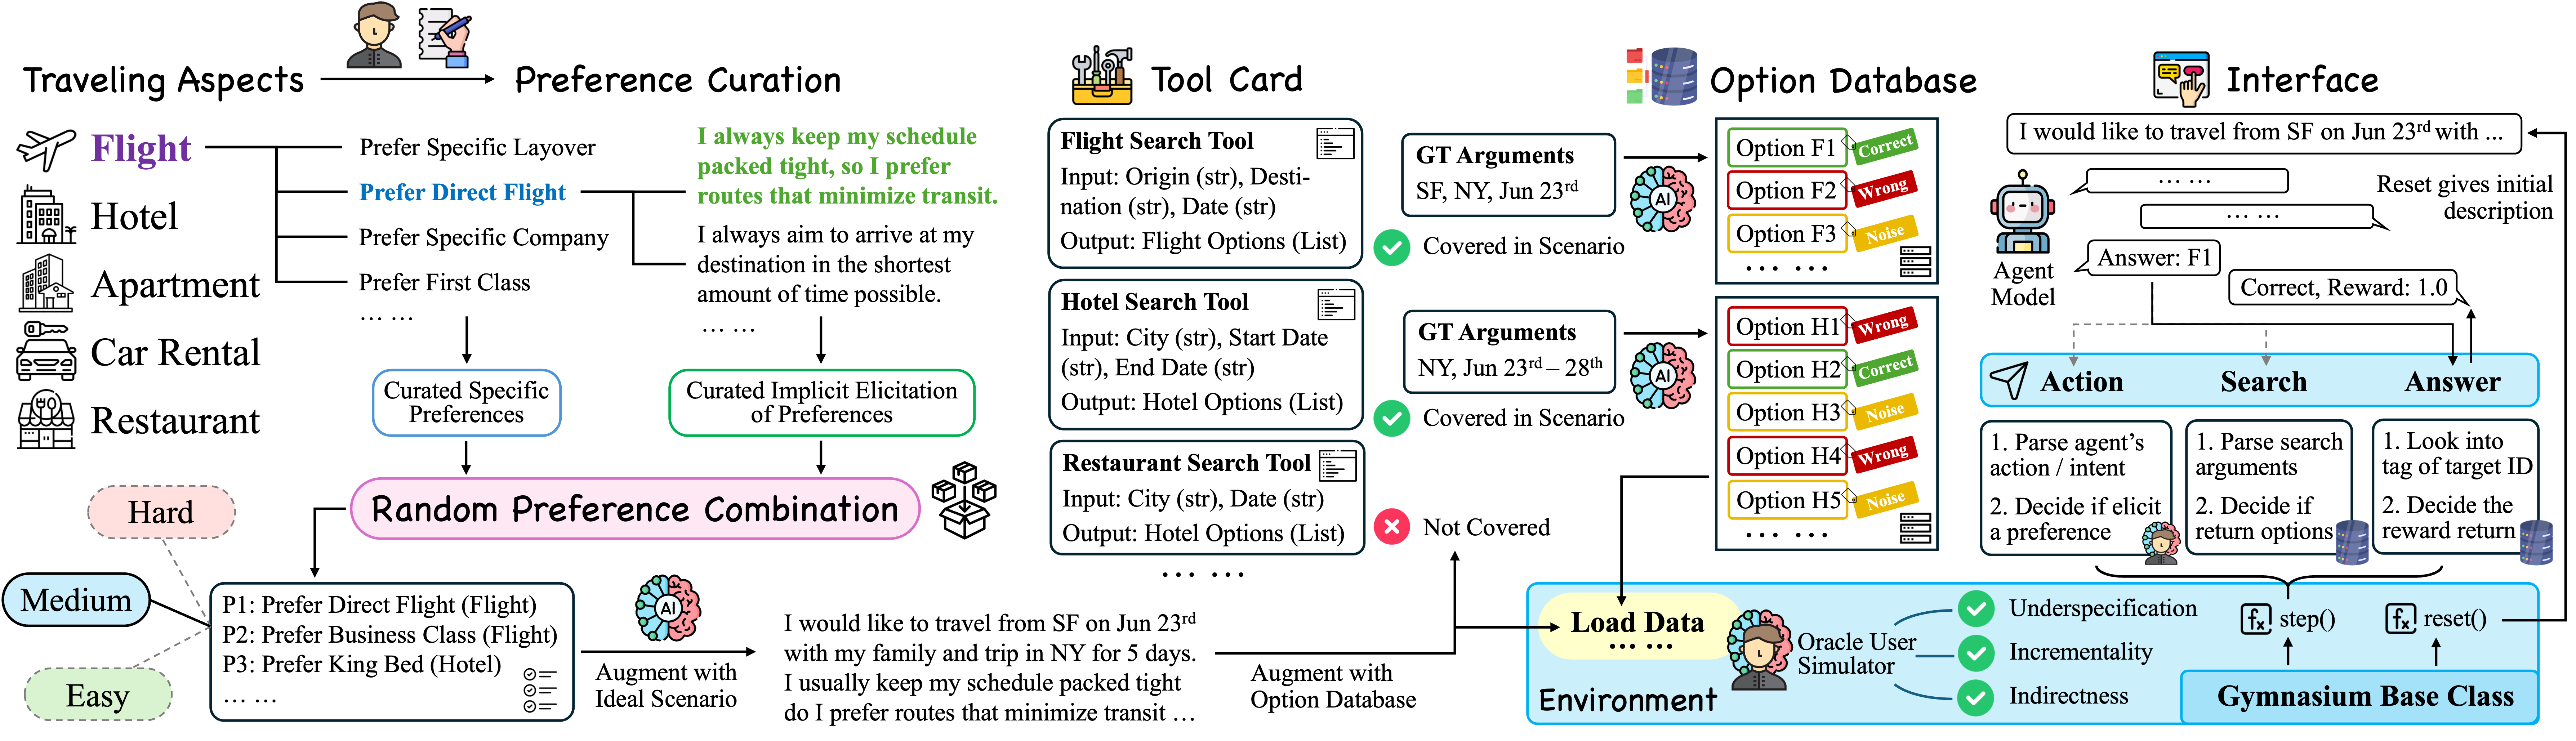 Traveling Aspects
Preference Curation
Flight
Hotel
Apartment
Car Rental
Restaurant
Prefer Specific Layover
Prefer Direct Flight
Prefer Specific Company
Prefer First Class
... ...
I always keep my schedule
packed tight, so I prefer
routes that minimize transit.
I always aim to arrive at my
destination in the shortest
amount of time possible.
... ...
Curated Specific
Preferences
Curated Implicit Elicitation
of Preferences
Random Preference Combination
Hard
Medium
Easy
P1: Prefer Direct Flight (Flight)
P2: Prefer Business Class (Flight)
P3: Prefer King Bed (Hotel)
... ...
AI
Augment with
Ideal Scenario
I would like to travel from SF on Jun 23rd
with my family and trip in NY for 5 days.
I usually keep my schedule packed tight
do I prefer routes that minimize transit ...
Augment with
Option Database
Tool Card
Flight Search Tool
Input: Origin (str), Desti-
nation (str), Date (str)
Output: Flight Options (List)
Hotel Search Tool
Input: City (str), Start Date
(str), End Date (str)
Output: Hotel Options (List)
Restaurant Search Tool
Input: City (str), Date (str)
Output: Hotel Options (List)
... ...
GT Arguments
SF, NY, Jun 23rd
Covered in Scenario
AI
GT Arguments
NY, Jun 23rd – 28th
Covered in Scenario
AI
Not Covered
Option Database
Option F1 Correct
Option F2 Wrong
Option F3 Noise
... ...
Option H1 Wrong
Option H2 Correct
Option H3 Noise
Option H4 Wrong
Option H5 Noise
... ...
Interface
I would like to travel from SF on Jun 23rd with ...
... ...
... ...
Reset gives initial
description
Answer: F1
Agent
Model
Correct, Reward: 1.0
Action
Search
Answer
1. Parse agent's
action / intent
2. Decide if elicit
a preference
1. Parse search
arguments
2. Decide if
return options
1. Look into
tag of target ID
2. Decide the
reward return
Load Data
... ...
Environment
Oracle User
Simulator
Underspecification
Incrementality
Indirectness
fx step()
fx reset()
Gymnasium Base Class